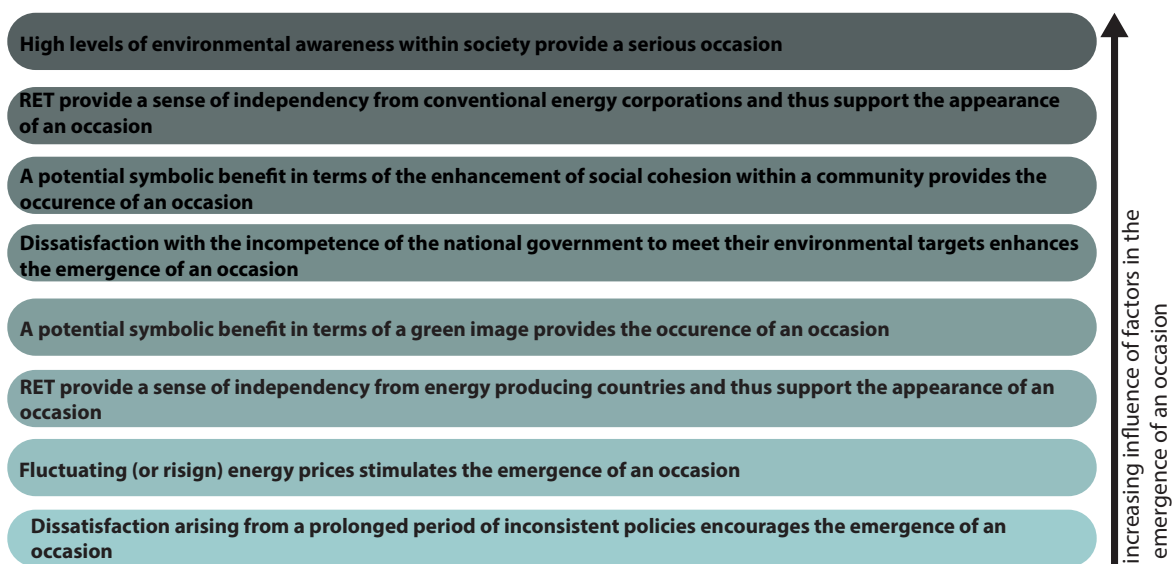 High levels of environmental awareness within society provide a serious occasion
RET provide a sense of independency from conventional energy corporations and thus support the appearance
of an occasion
A potential symbolic benefit in terms of the enhancement of social cohesion within a community provides the
occurence of an occasion
Dissatisfaction with the incompetence of the national government to meet their environmental targets enhances
the emergence of an occasion
A potential symbolic benefit in terms of a green image provides the occurence of an occasion
RET provide a sense of independency from energy producing countries and thus support the appearance of an
occasion
Fluctuating (or risign) energy prices stimulates the emergence of an occasion
Dissatisfaction arising from a prolonged period of inconsistent policies encourages the emergence of an
occasion
increasing influence of factors in the
emergence of an occasion